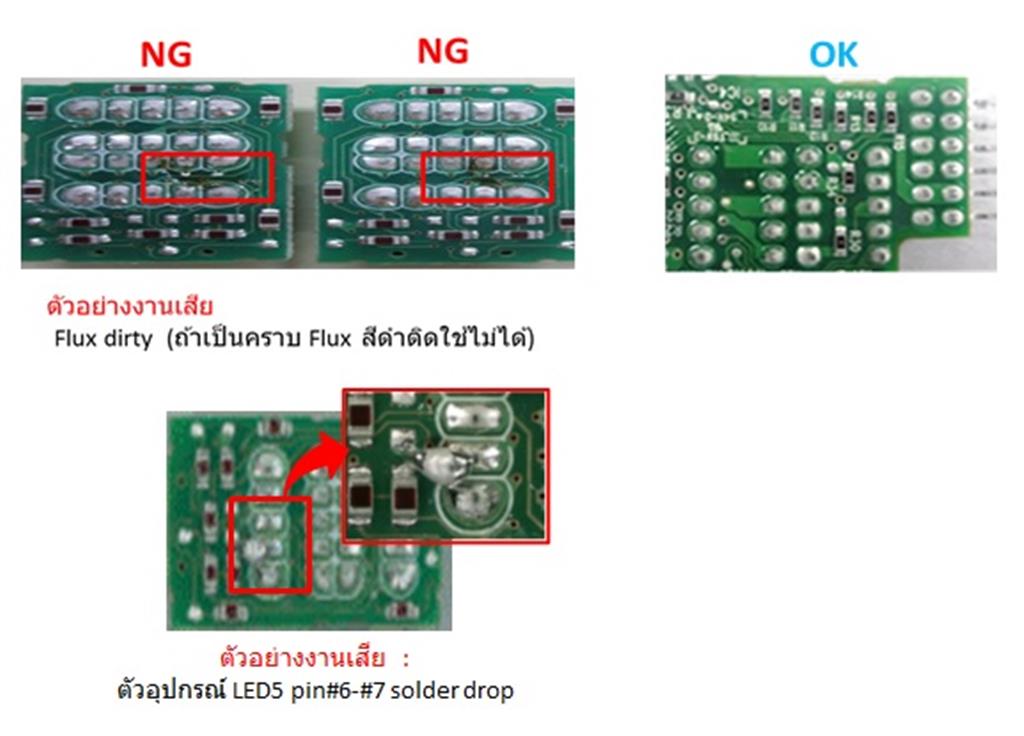 NG
NG
OK
ตัวอย่างงานเสีย
Flux dirty (ถ้าเป็นคราบ Flux สีดำติดใช้ไม่ได้)
ตัวอย่างงานเสีย :
ตัวอุปกรณ์ LED5 pin#6-#7 solder drop